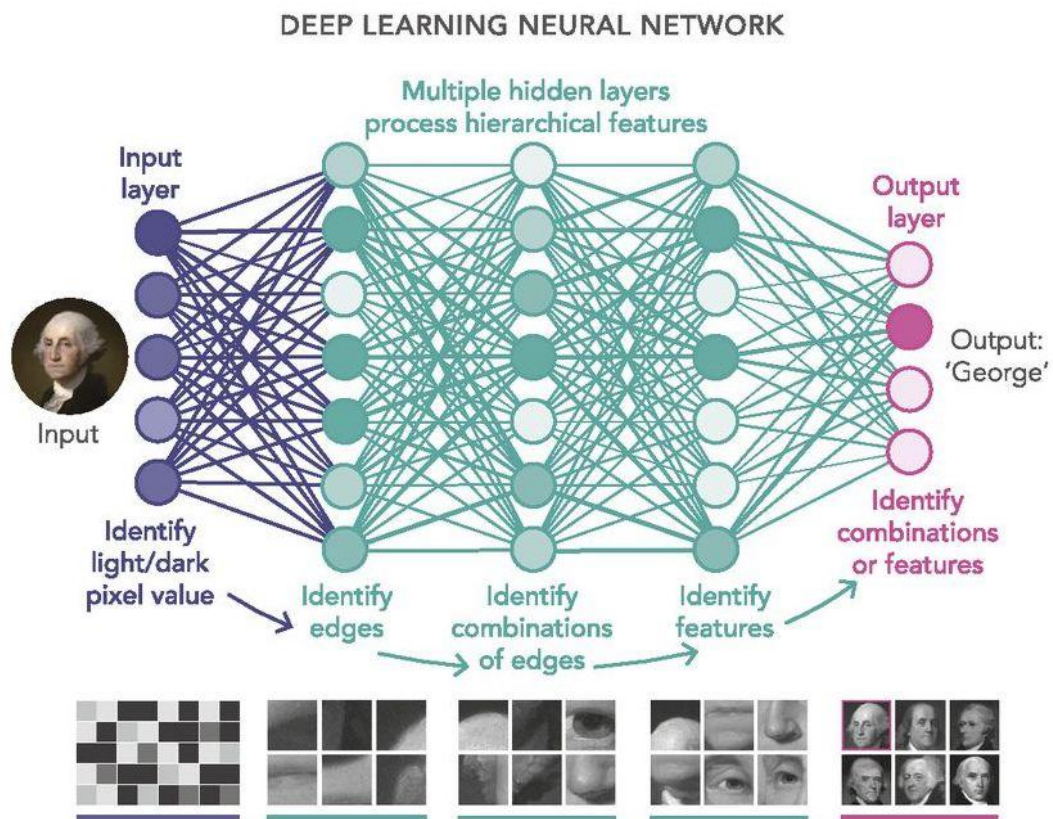 DEEP LEARNING NEURAL NETWORK
Multiple hidden layers
process hierarchical features
Input
layer
Output
layer
Input
Output:
'George'
Identify
light/dark
pixel value
Identify
edges
Identify
combinations
of edges
Identify
features
Identify
combinations
or features